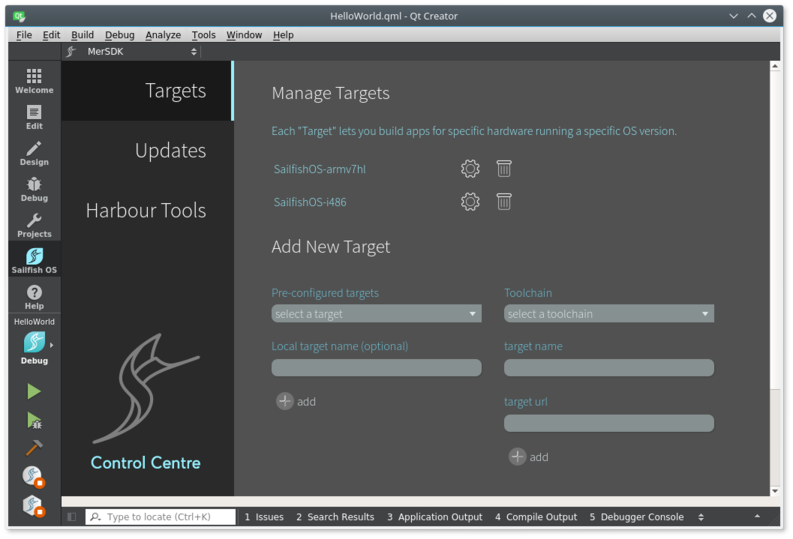 HelloWorld.qml - Qt Creator
File Edit Build Debug Analyze Tools Window Help
MerSDK
Welcome
Edit
Design
Debug
Projects
Sailfish OS
Help
HelloWorld
Debug
Targets
Updates
Harbour Tools
Control Centre
Manage Targets
Each "Target" lets you build apps for specific hardware running a specific OS version.
SailfishOS-armv7hl
SailfishOS-i486
Add New Target
Pre-configured targets
select a target
Local target name (optional)
add
Toolchain
select a toolchain
target name
target url
add
Type to locate (Ctrl+K) 1 Issues 2 Search Results 3 Application Output 4 Compile Output 5 Debugger Console